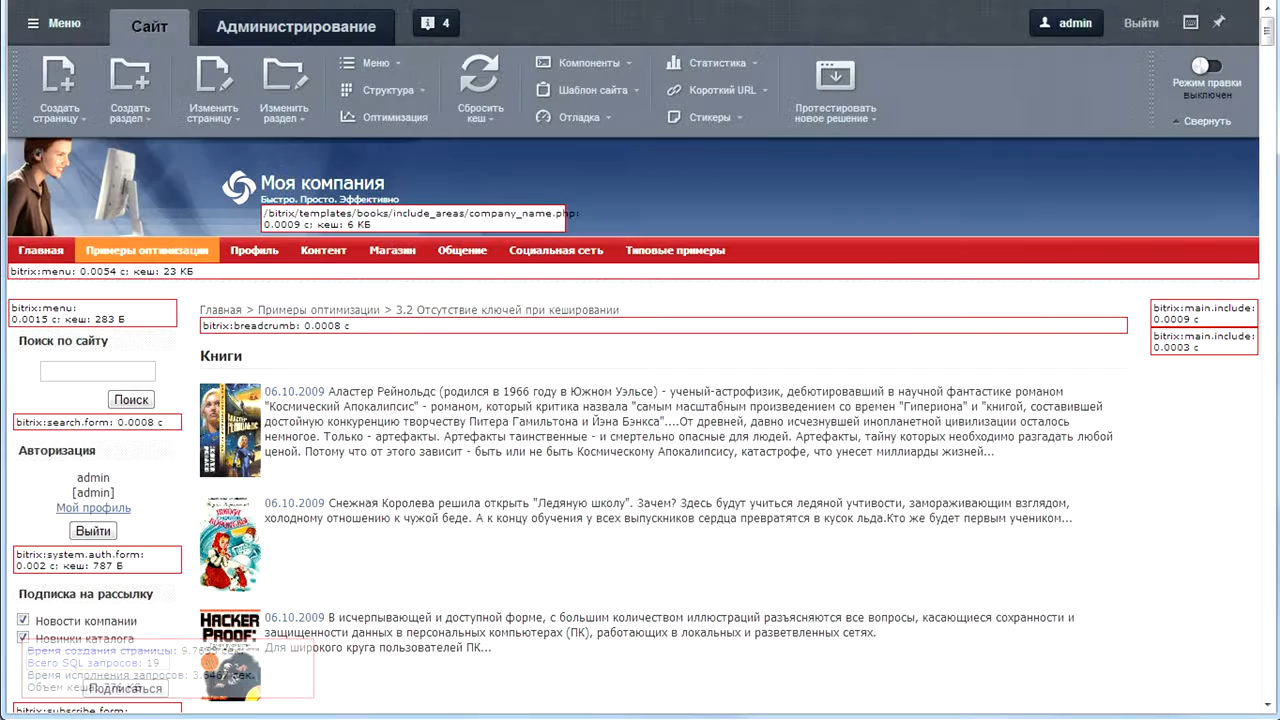 Меню
Сайт
Администрирование
4
admin
Выйти
Создать страницу
Создать раздел
Изменить страницу
Изменить раздел
Меню
Структура
Оптимизация
Сбросить кеш
Компоненты
Шаблон сайта
Отладка
Статистика
Короткий URL
Стикеры
Протестировать новое решение
Режим правки
выключен
Свернуть
Моя компания
Быстро. Просто. Эффективно
/bitrix/templates/books/include_areas/company_name.php:
0.0009 с; кеш: 6 КБ
Главная Примеры оптимизации Профиль Контент Магазин Общение Социальная сеть Типовые примеры
bitrix:menu: 0.0054 с; кеш: 23 КБ
bitrix:menu:
0.0015 с; кеш: 283 Б
Поиск по сайту
Поиск
bitrix:search.form: 0.0008 с
Авторизация
admin
[admin]
Мой профиль
Выйти
bitrix:system.auth.form:
0.002 с; кеш: 787 Б
Подписка на рассылку
Новости компании
Новинки каталога
Время создания страницы:
Всего SQL запросов: 19
Время исполнения запросов: 3.6467 сек.
Подписаться
bitrix:subscribe.form:
Главная > Примеры оптимизации > 3.2 Отсутствие ключей при кешировании
bitrix:breadcrumb: 0.0008 с
Книги
06.10.2009 Аластер Рейнольдс (родился в 1966 году в Южном Уэльсе) - ученый-астрофизик, дебютировавший в научной фантастике романом
"Космический Апокалипсис" - романом, который критика назвала "самым масштабным произведением со времен "Гипериона" и "книгой, составившей
достойную конкуренцию творчеству Питера Гамильтона и Йэна Бэнкса"....От древней, давно исчезнувшей инопланетной цивилизации осталось
немногое. Только - артефакты. Артефакты таинственные - и смертельно опасные для людей. Артефакты, тайну которых необходимо разгадать любой
ценой. Потому что от этого зависит - быть или не быть Космическому Апокалипсису, катастрофе, что унесет миллиарды жизней...
06.10.2009 Снежная Королева решила открыть "Ледяную школу". Зачем? Здесь будут учиться ледяной учтивости, замораживающим взглядом,
холодному отношению к чужой беде. А к концу обучения у всех выпускников сердца превратятся в кусок льда.Кто же будет первым учеником...
HACKER
PROOF:
06.10.2009 В исчерпывающей и доступной форме, с большим количеством иллюстраций разъясняются все вопросы, касающиеся сохранности и
защищенности данных в персональных компьютерах (ПК), работающих в локальных и разветвленных сетях.
Для широкого круга пользователей ПК...
bitrix:main.include:
0.0009 с
bitrix:main.include:
0.0003 с